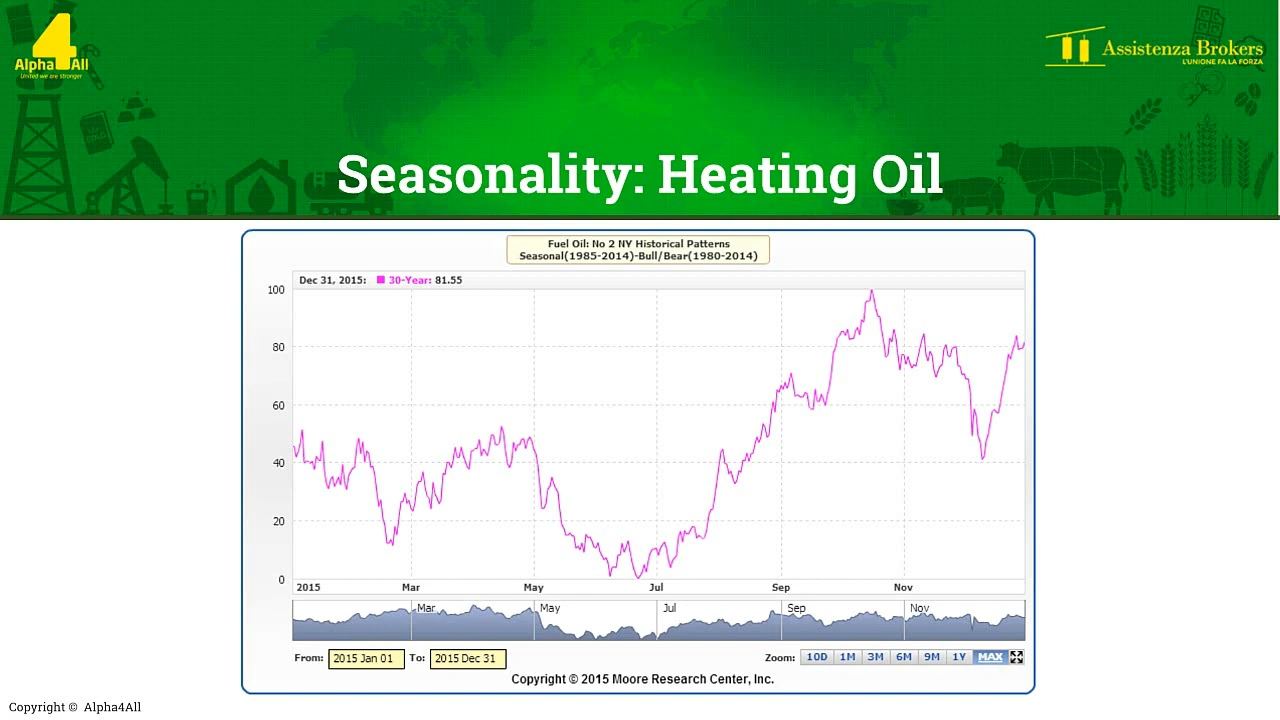 4
Alpha All
United we are stronger
Assistenza Brokers
L'UNIONE FA LA FORZA
Seasonality: Heating Oil
Fuel Oil: No 2 NY Historical Patterns
Seasonal(1985-2014)-Bull/Bear(1980-2014)
Dec 31, 2015: 30-Year: 81.55
100
80
60
40
20
0
2015 Mar May Jul Sep Nov
Mar May Jul Sep Nov
From: 2015 Jan 01 To: 2015 Dec 31 Zoom: 10D 1M 3M 6M 9M 1Y MAX
Copyright © 2015 Moore Research Center, Inc.
Copyright © Alpha4All